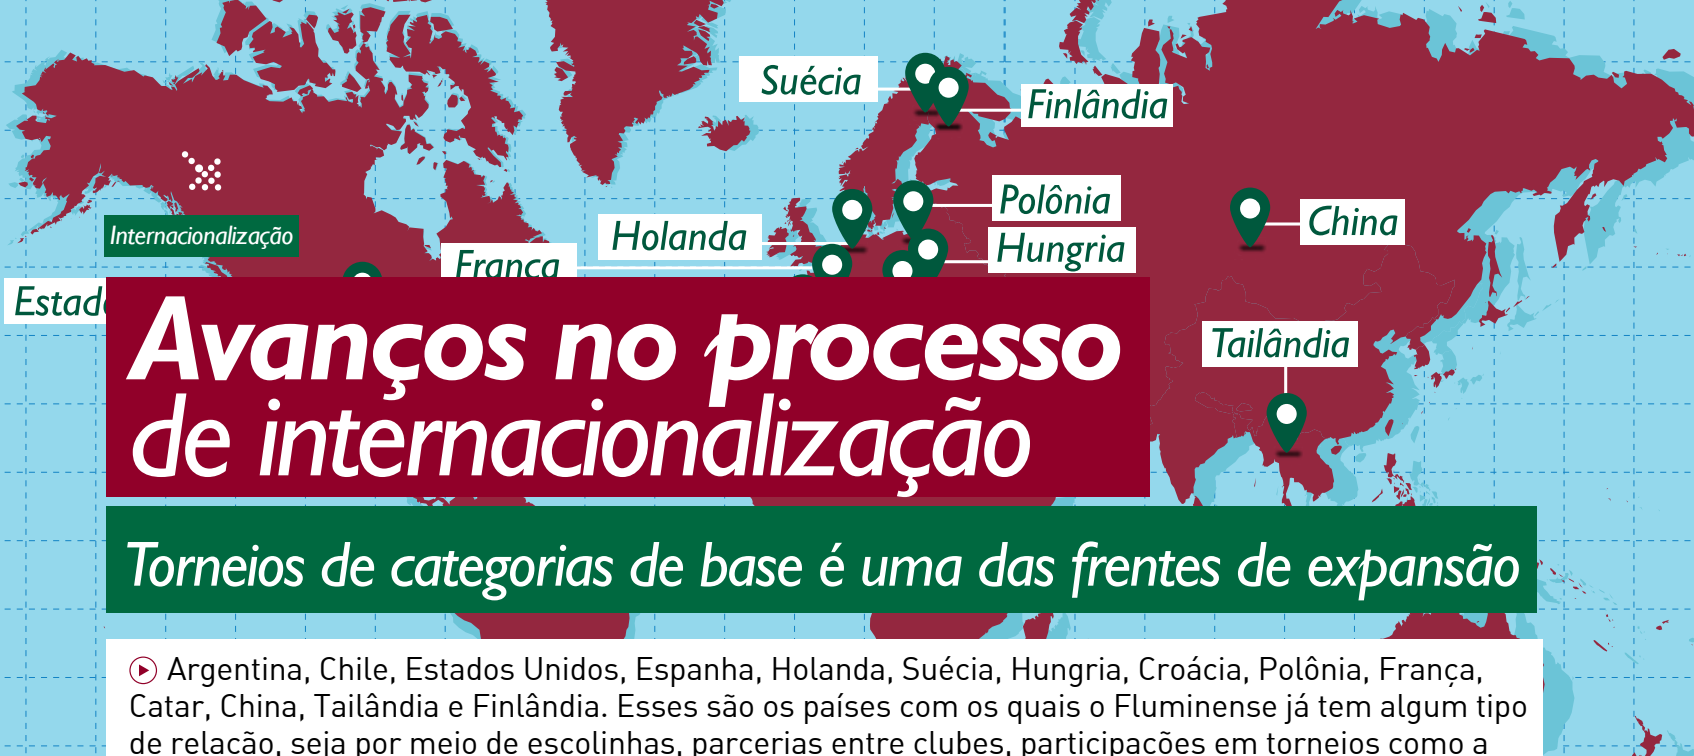 Suécia
Finlândia
Polônia
Holanda
China
Internacionalização
Hungria
França
Avanços no processo
de internacionalização
Tailândia
Torneios de categorias de base é uma das frentes de expansão
Argentina, Chile, Estados Unidos, Espanha, Holanda, Suécia, Hungria, Croácia, Polônia, França,
Catar, China, Tailândia e Finlândia. Esses são os países com os quais o Fluminense já tem algum tipo
de relação, seja por meio de escolinhas, parcerias entre clubes, participações em torneios como a